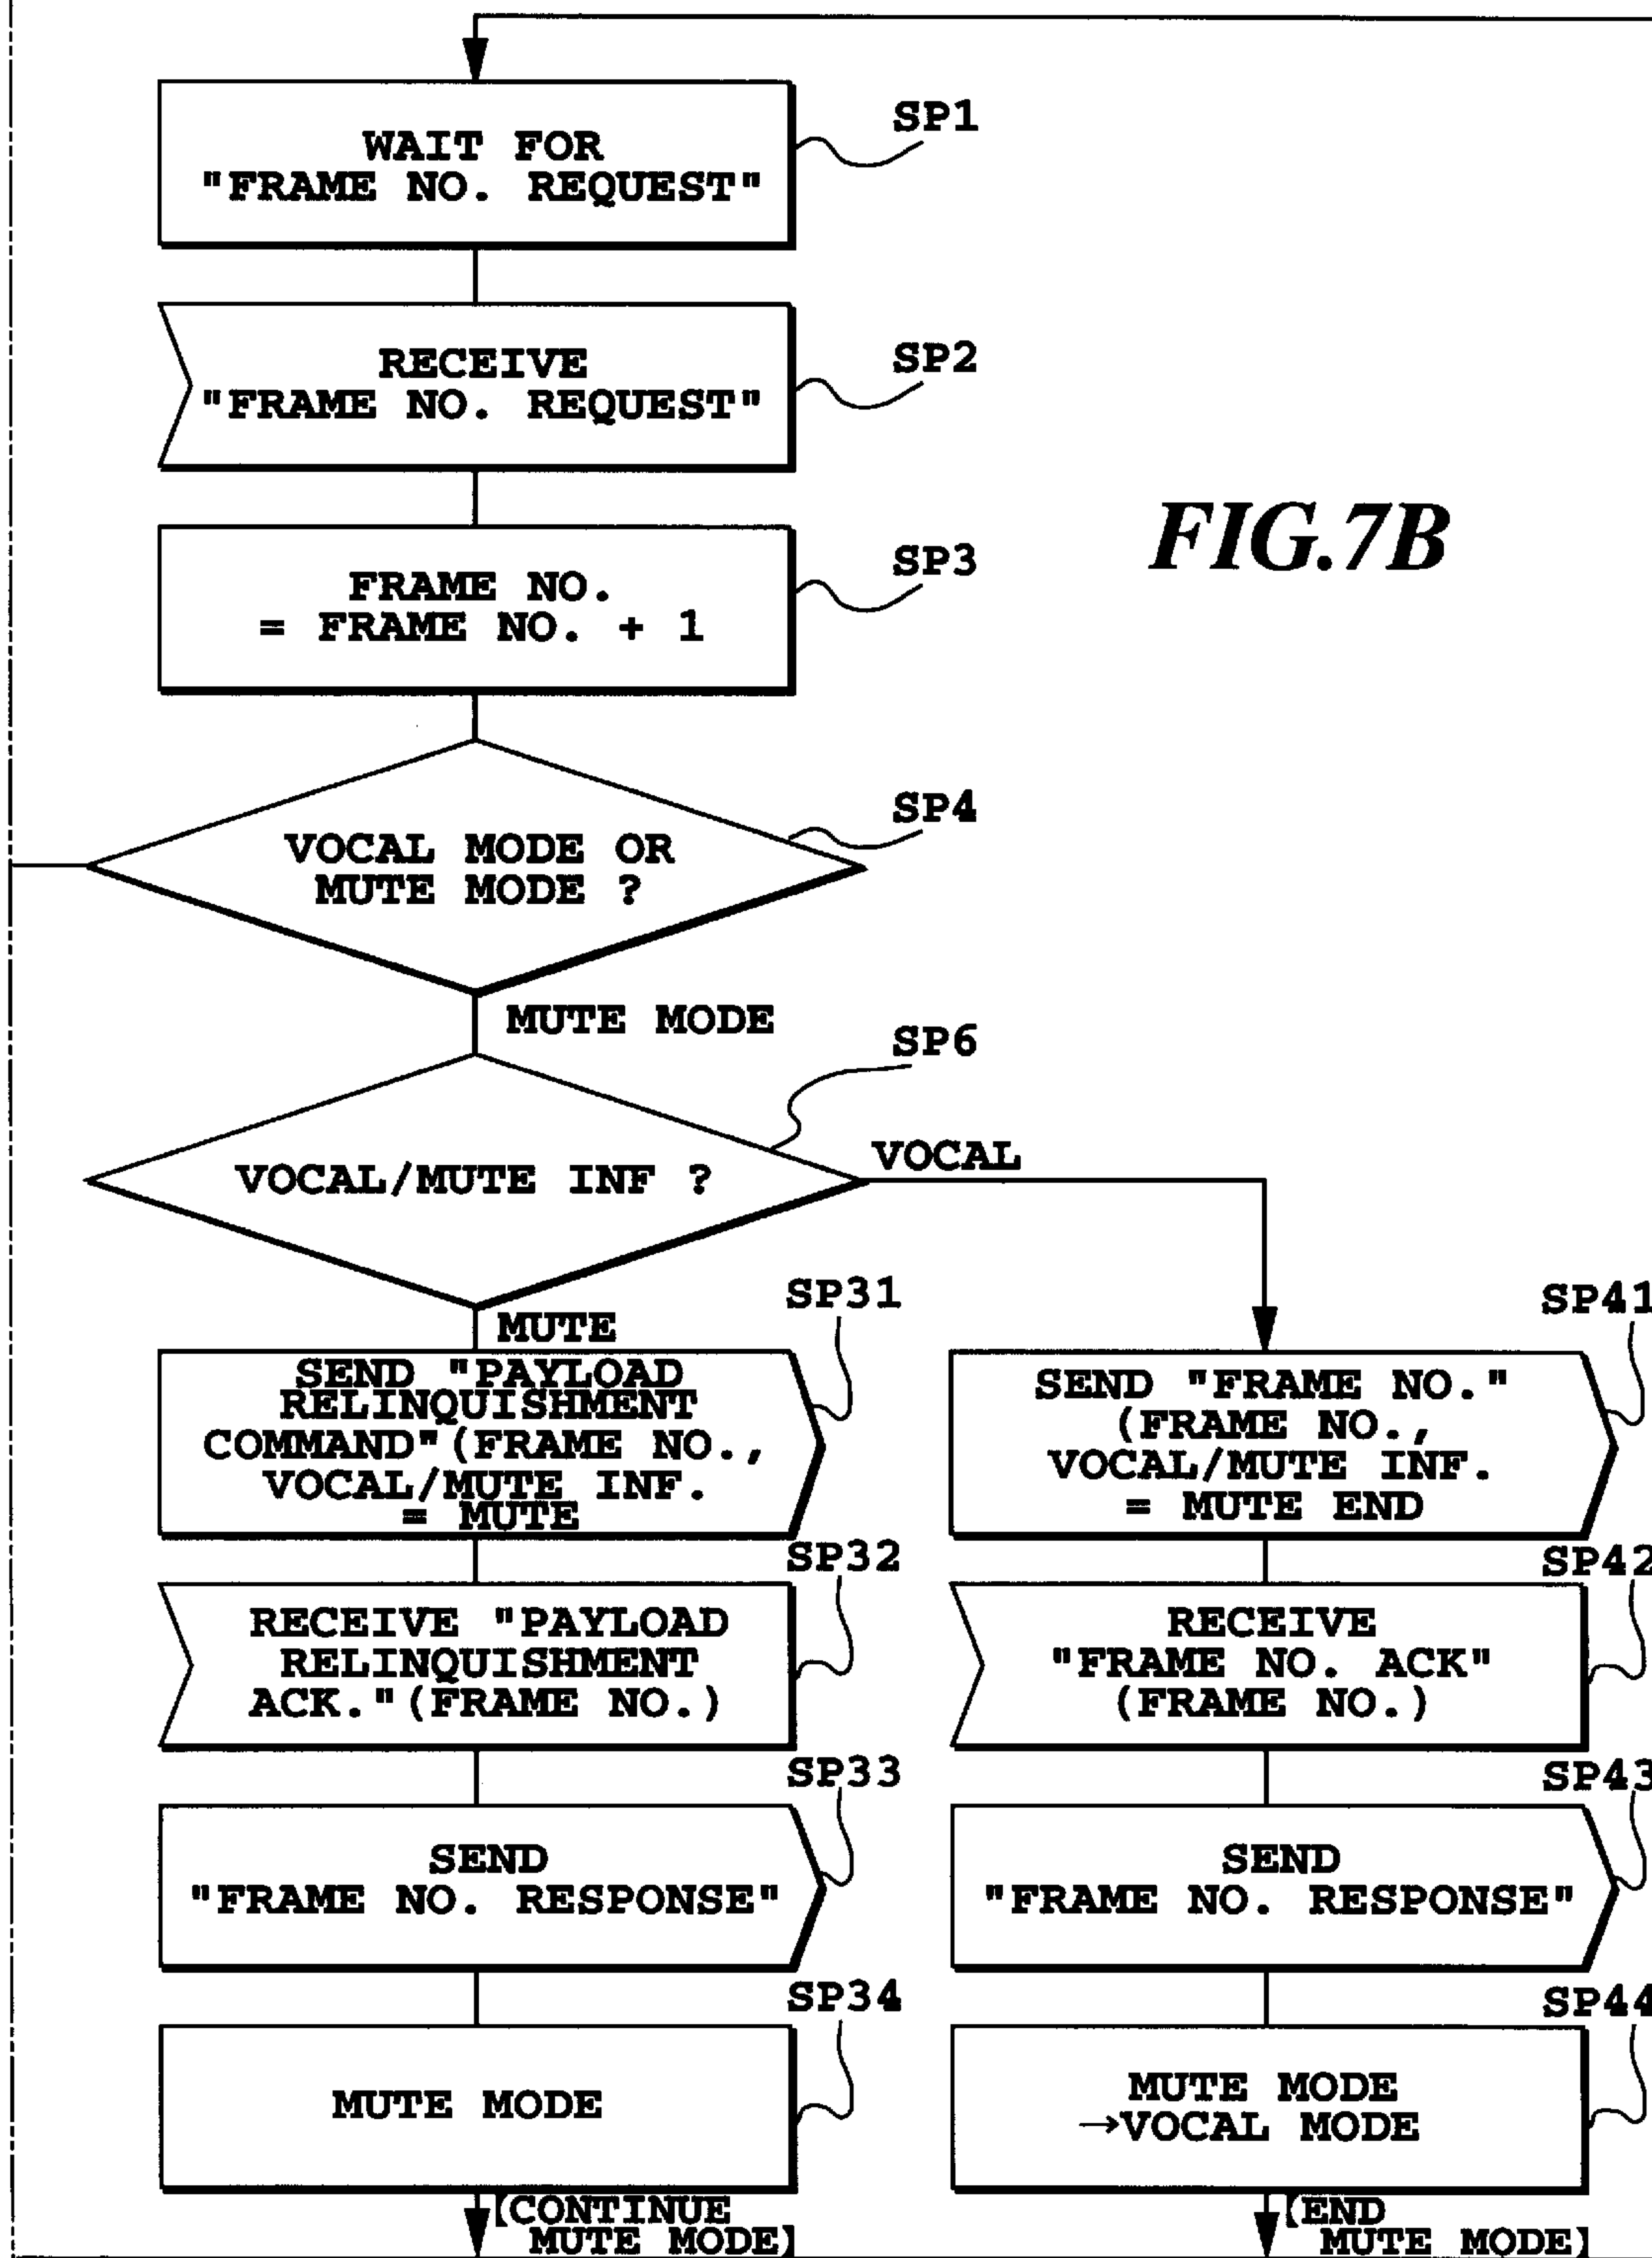 SP1
WAIT FOR
"FRAME NO. REQUEST"
SP2
RECEIVE
"FRAME NO. REQUEST"
FIG.7B
SP3
FRAME NO.
= FRAME NO. + 1
SP4
VOCAL MODE OR
MUTE MODE ?
MUTE MODE
SP6
VOCAL/MUTE INF ?
VOCAL
MUTE
SP31
SEND "PAYLOAD
RELINQUISHMENT
COMMAND"(FRAME NO.,
VOCAL/MUTE INF.
= MUTE
SP41
SEND "FRAME NO."
(FRAME NO.,
VOCAL/MUTE INF.
= MUTE END
SP32
RECEIVE "PAYLOAD
RELINQUISHMENT
ACK."(FRAME NO.)
SP42
RECEIVE
"FRAME NO. ACK"
(FRAME NO.)
SP33
SEND
"FRAME NO. RESPONSE"
SP43
SEND
"FRAME NO. RESPONSE"
SP34
MUTE MODE
SP44
MUTE MODE
→VOCAL MODE
【CONTINUE
MUTE MODE】
【END
MUTE MODE】